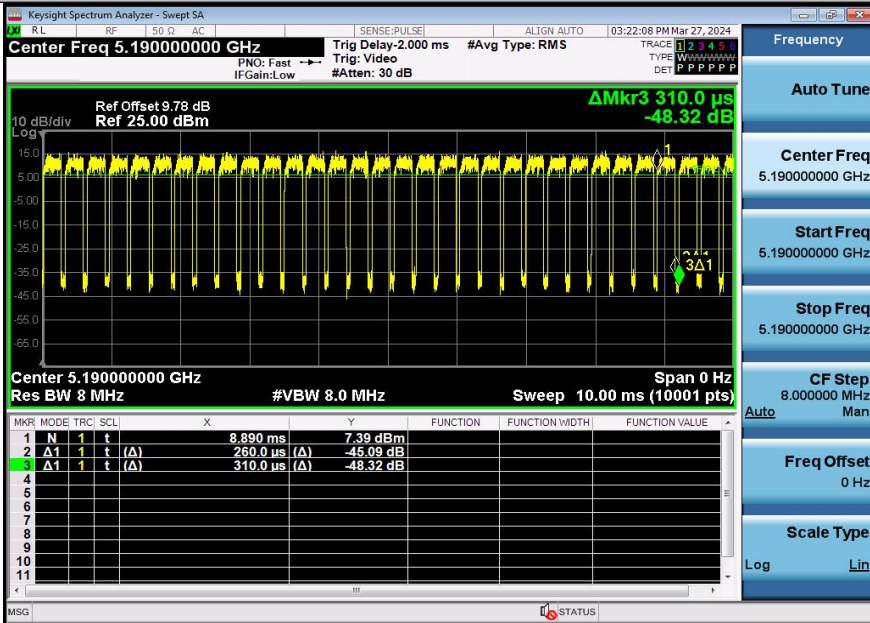 Keysight Spectrum Analyzer - Swept SA
LXI RL RF 50 Ω AC SENSE:PULSE ALIGN AUTO 03:22:08 PM Mar 27, 2024
Center Freq 5.190000000 GHz
PNO: Fast
IFGain:Low
Trig Delay-2.000 ms
Trig: Video
#Atten: 30 dB
#Avg Type: RMS
TRACE 1 2 3 4 5 6
TYPE WWWWWW
DET P P P P P P
Ref Offset 9.78 dB
10 dB/div Ref 25.00 dBm
Log
ΔMkr3 310.0 µs
-48.32 dB
15.0
5.00
-5.00
-15.0
-25.0
-35.0
-45.0
-55.0
-65.0
1
3Δ1
Center 5.190000000 GHz Span 0 Hz
Res BW 8 MHz #VBW 8.0 MHz Sweep 10.00 ms (10001 pts)
MKR MODE TRC SCL X Y FUNCTION FUNCTION WIDTH FUNCTION VALUE
1 N 1 t 8.890 ms 7.39 dBm
2 Δ1 1 t (Δ) 260.0 µs (Δ) -45.09 dB
3 Δ1 1 t (Δ) 310.0 µs (Δ) -48.32 dB
4
5
6
7
8
9
10
11
MSG STATUS
Frequency
Auto Tune
Center Freq
5.190000000 GHz
Start Freq
5.190000000 GHz
Stop Freq
5.190000000 GHz
CF Step
8.000000 MHz
Auto Man
Freq Offset
0 Hz
Scale Type
Log Lin